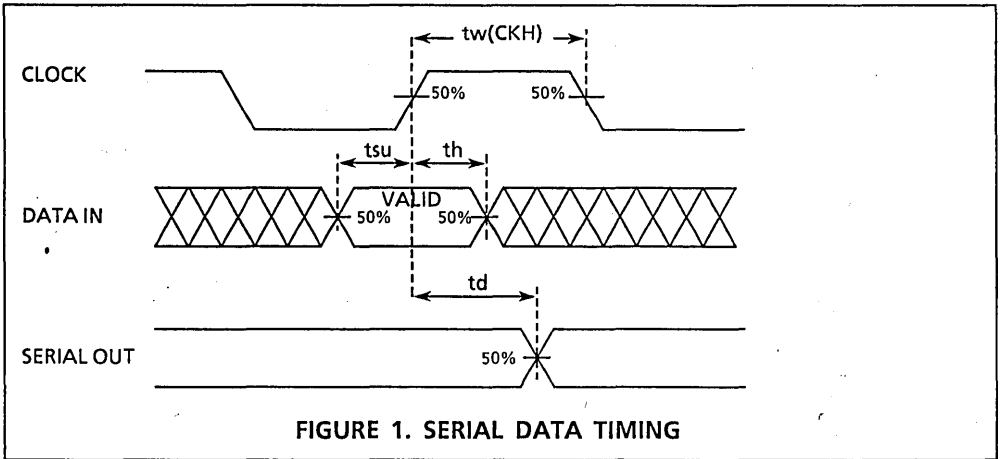 tw(CKH)
CLOCK
50% 50%
tsu th
VALID
DATA IN 50% 50%
td
SERIAL OUT 50%
FIGURE 1. SERIAL DATA TIMING